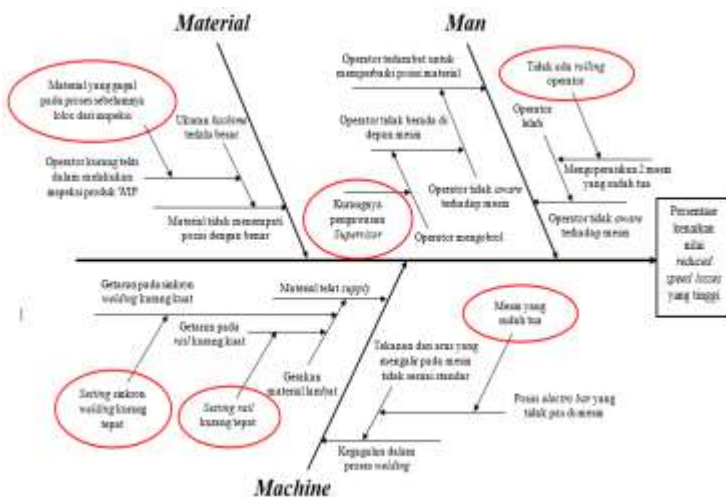 Material
Man
Material yang gagal
pada proses sebelumnya
lolos dari inspeksi
Ukuran
terlalu besar
Operator kurang teliti
dalam melakukan
inspeksi produk WIP
Material tidak menempati
posisi dengan benar
Operator terlambat untuk
memperbaiki posisi material
Operator tidak berada di
depan mesin
Kurangnya
pengawasan
Supervisor
Operator tidak aware
terhadap mesin
Operator mengobrol
Tidak ada rolling
operator
Operator
lelah
Mengoperasikan 2 mesin
yang sudah tua
Operator tidak aware
terhadap mesin
Persentase
kenaikan
nilai
reduced
speed losses
yang tinggi
Getaran pada sinkron
welding kurang kuat
Material telat supply
Getaran pada
rail kurang kuat
Gerakan
material lambat
Setting sinkron
welding kurang
tepat
Setting rail
kurang tepat
Mesin yang
sudah tua
Tekanan dan arus yang
mengalir pada mesin
tidak sesuai standar
Posisi electro bar yang
tidak pas di mesin
Kegagalan dalam
proses welding
Machine